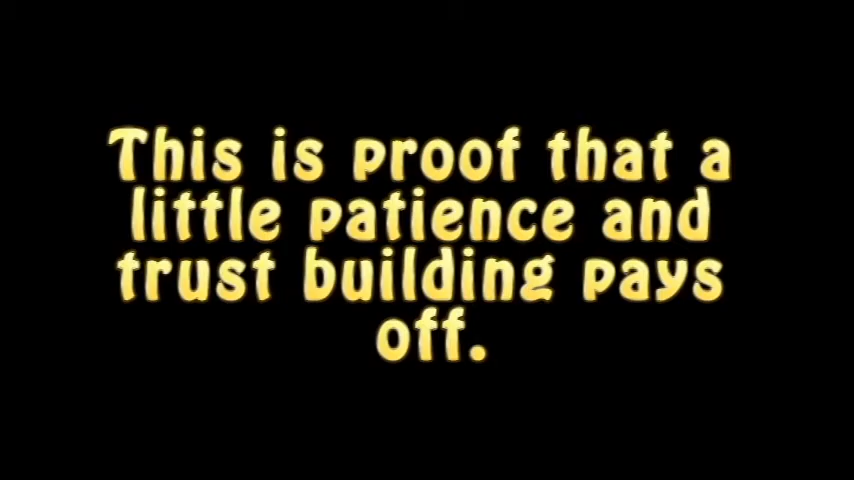 This is proof that a
little patience and
trust building pays
off.